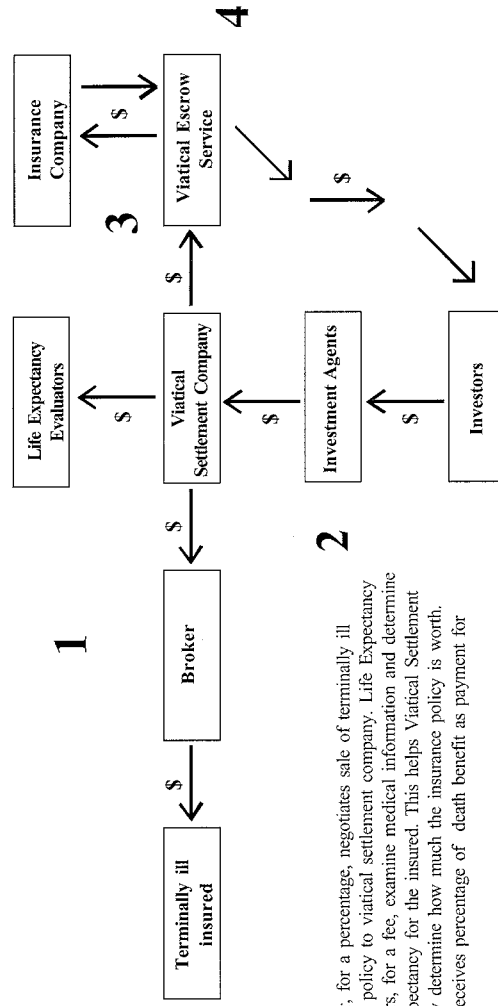 1
3
4
2
Life Expectancy
Evaluators
Insurance
Company
Terminally ill
insured
$
Broker
$
$
Viatical
Settlement Company
$
$
Viatical Escrow
Service
$
Investment Agents
$
$
Investors
, for a percentage, negotiates sale of terminally ill
policy to viatical settlement company. Life Expectancy
rs, for a fee, examine medical information and determine
pectancy for the insured. This helps Viatical Settlement
y determine how much the insurance policy is worth.
eceives percentage of death benefit as payment for